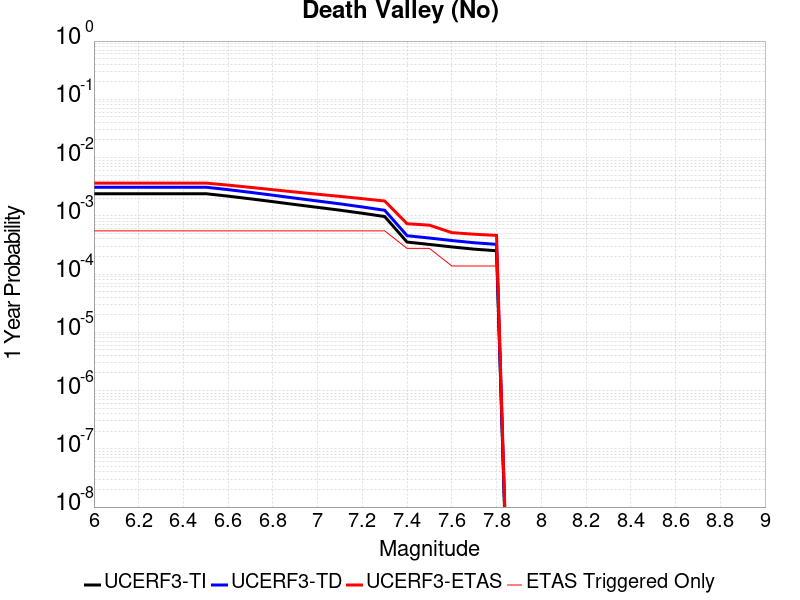 Death Valley (No)
1 Year Probability
10^0
10^-1
10^-2
10^-3
10^-4
10^-5
10^-6
10^-7
10^-8
6 6.2 6.4 6.6 6.8 7 7.2 7.4 7.6 7.8 8 8.2 8.4 8.6 8.8 9
Magnitude
UCERF3-TI UCERF3-TD UCERF3-ETAS ETAS Triggered Only